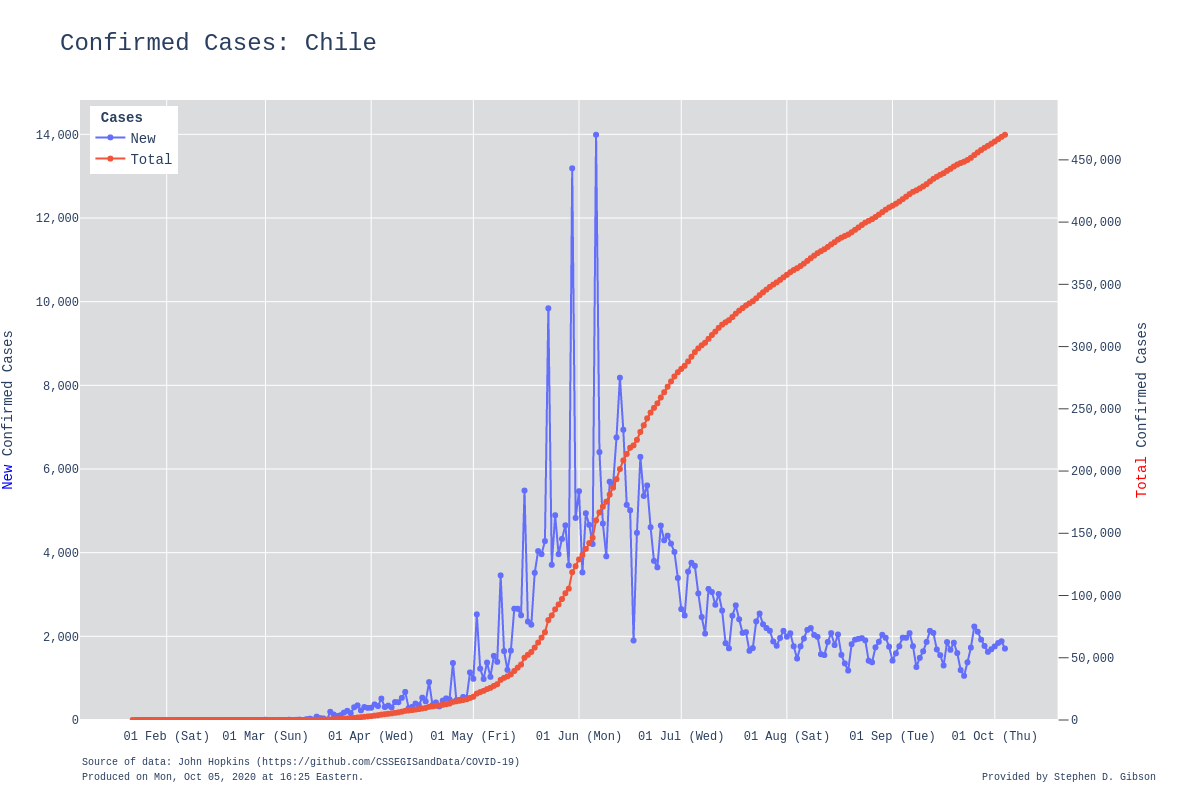 Confirmed Cases: Chile
Cases
New
Total
14,000
12,000
10,000
8,000
6,000
4,000
2,000
0
New Confirmed Cases
450,000
400,000
350,000
300,000
250,000
200,000
150,000
100,000
50,000
0
Total Confirmed Cases
01 Feb (Sat) 01 Mar (Sun) 01 Apr (Wed) 01 May (Fri) 01 Jun (Mon) 01 Jul (Wed) 01 Aug (Sat) 01 Sep (Tue) 01 Oct (Thu)
Source of data: John Hopkins (https://github.com/CSSEGISandData/COVID-19)
Produced on Mon, Oct 05, 2020 at 16:25 Eastern.
Provided by Stephen D. Gibson